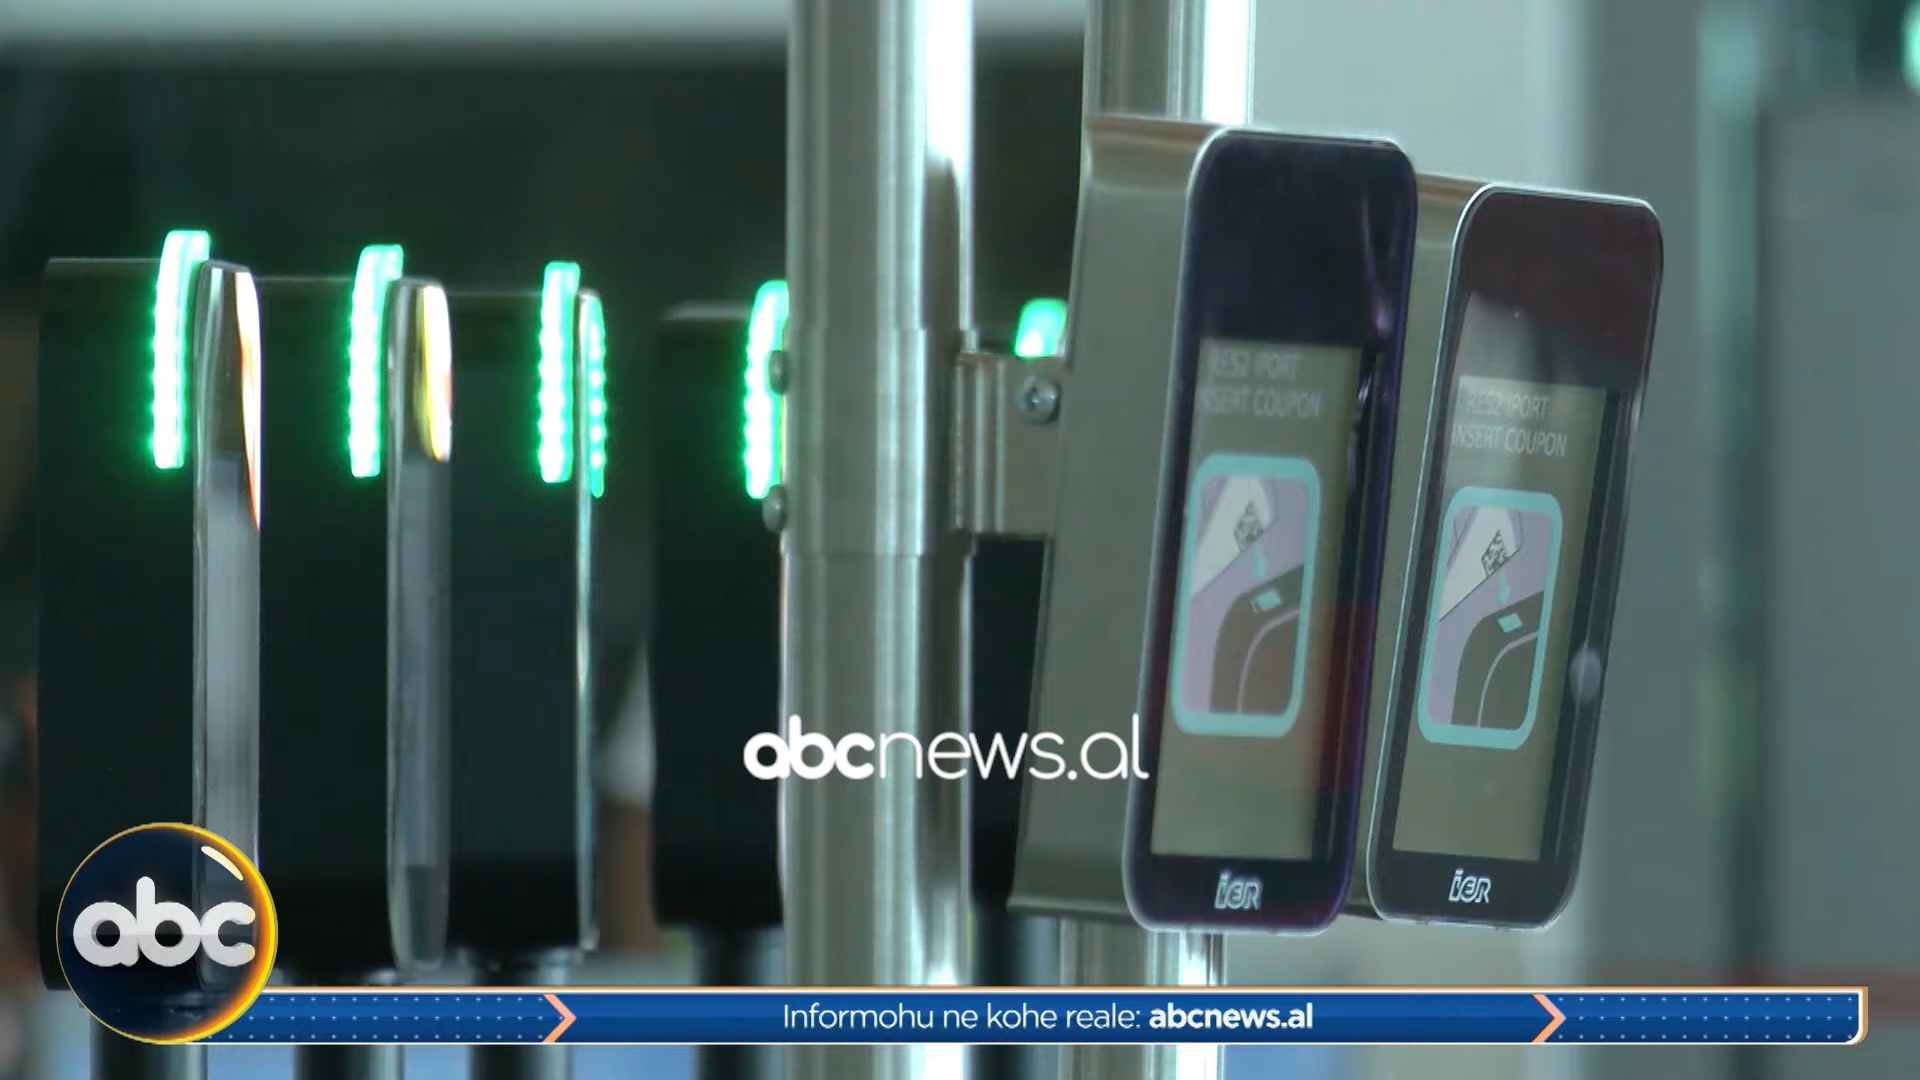 INSERT COUPON
INSERT COUPON
abcnews.al
ier
ier
abc
Informohu ne kohe reale: abcnews.al